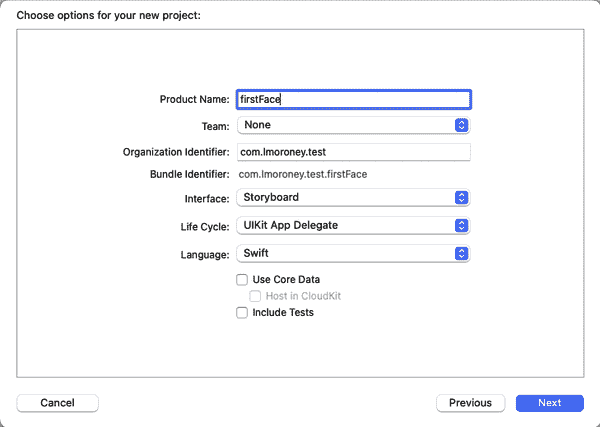 Choose options for your new project:
Product Name: firstFace
Team: None
Organization Identifier: com.lmoroney.test
Bundle Identifier: com.lmoroney.test.firstFace
Interface: Storyboard
Life Cycle: UIKit App Delegate
Language: Swift
Use Core Data
Host in CloudKit
Include Tests
Cancel Previous Next